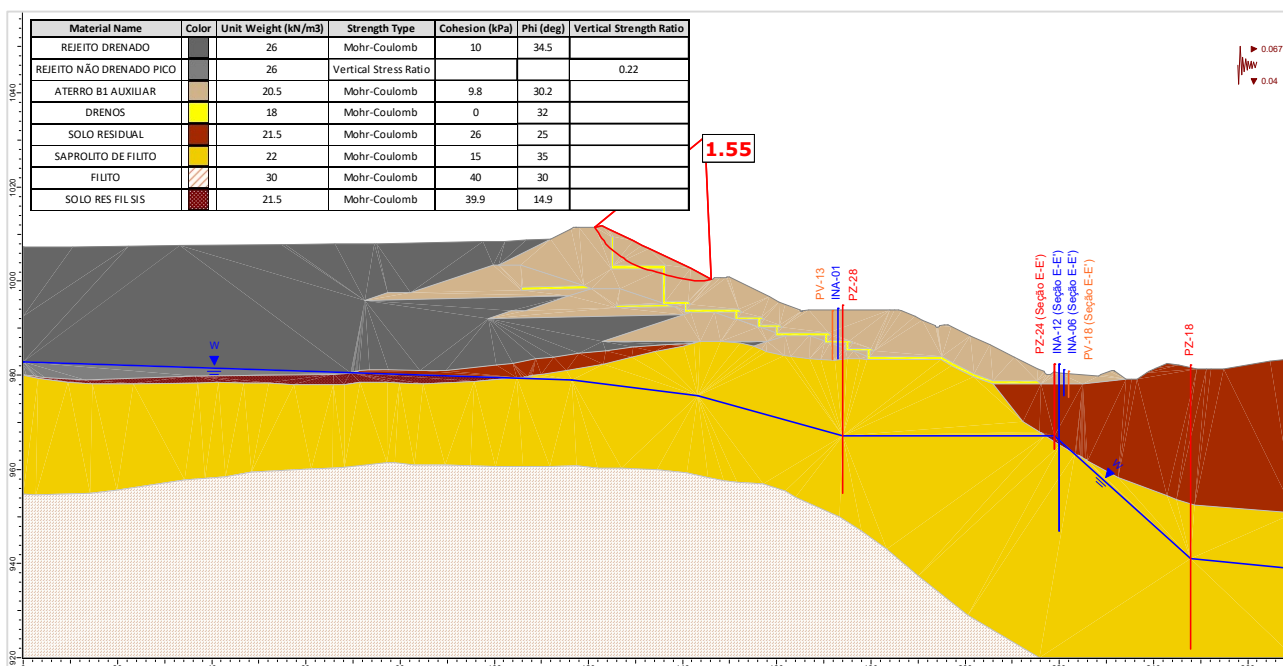 Material Name Color Unit Weight (kN/m3) Strength Type Cohesion (kPa) Phi (deg) Vertical Strength Ratio
REJEITO DRENADO 26 Mohr-Coulomb 10 34.5
REJEITO NÃO DRENADO PICO 26 Vertical Stress Ratio 0.22
ATERRO B1 AUXILIAR 20.5 Mohr-Coulomb 9.8 30.2
DRENOS 18 Mohr-Coulomb 0 32
SOLO RESIDUAL 21.5 Mohr-Coulomb 26 25
SAPROLITO DE FILITO 22 Mohr-Coulomb 15 35
FILITO 30 Mohr-Coulomb 40 30
SOLO RES FIL SIS 21.5 Mohr-Coulomb 39.9 14.9
0.067
0.04
1.55
1040
1020
1000
980
960
940
920
PV-13
INA-01
PZ-28
PZ-24 (Seção E-E')
INA-12 (Seção E-E')
INA-06 (Seção E-E')
PV-18 (Seção E-E')
PZ-18
W
W